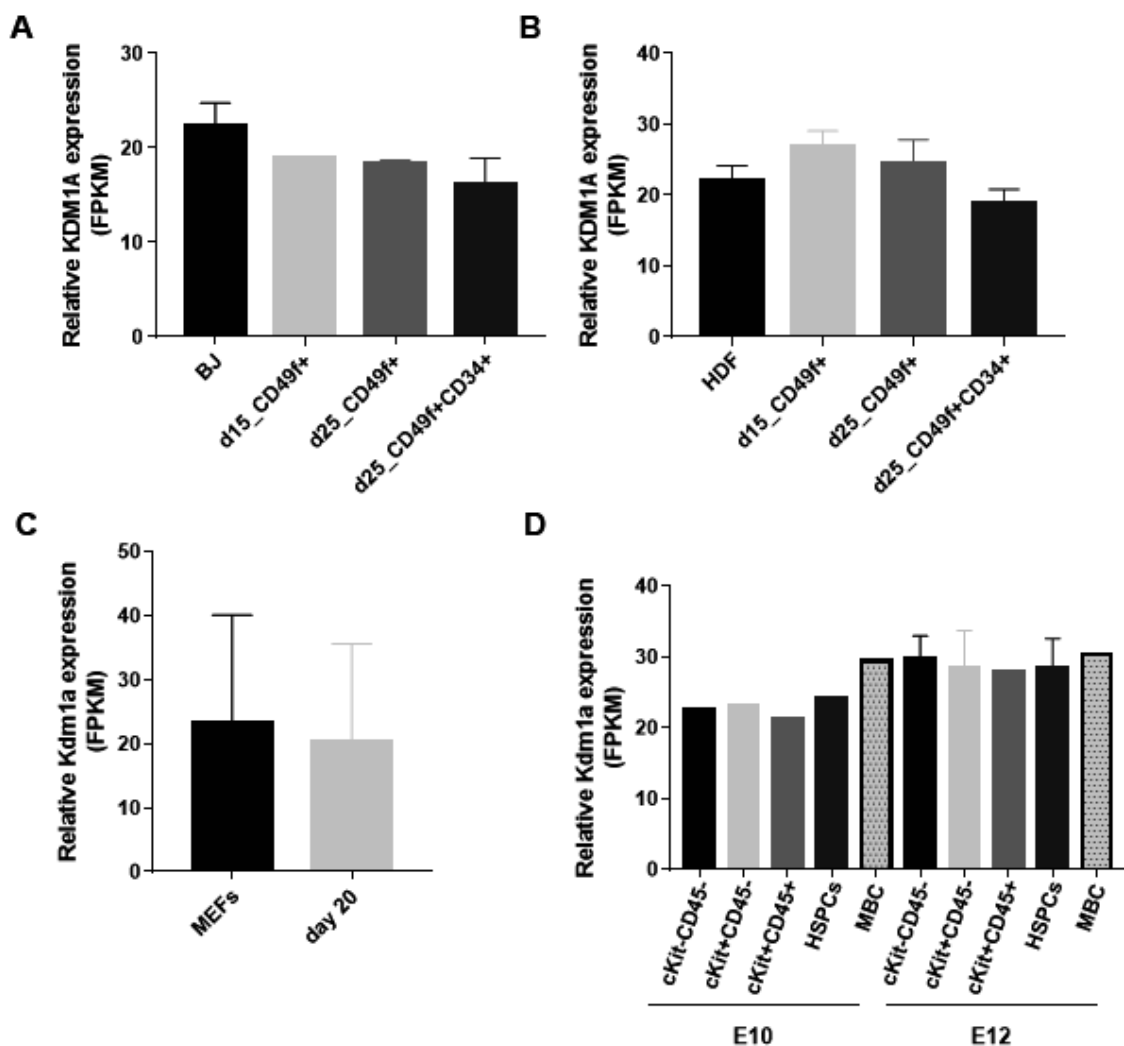 A
Relative KDM1A expression
(FPKM)
30
20
10
0
BJ
d15_CD49f+
d25_CD49f+
d25_CD49f+CD34+
B
Relative KDM1A expression
(FPKM)
40
30
20
10
0
HDF
d15_CD49f+
d25_CD49f+
d25_CD49f+CD34+
C
Relative Kdm1a expression
(FPKM)
50
40
30
20
10
0
MEFs
day 20
D
Relative Kdm1a expression
(FPKM)
40
30
20
10
0
cKit-CD45-
cKit+CD45-
cKit+CD45+
HSPCs
MBC
cKit-CD45-
cKit+CD45-
cKit+CD45+
HSPCs
MBC
E10
E12